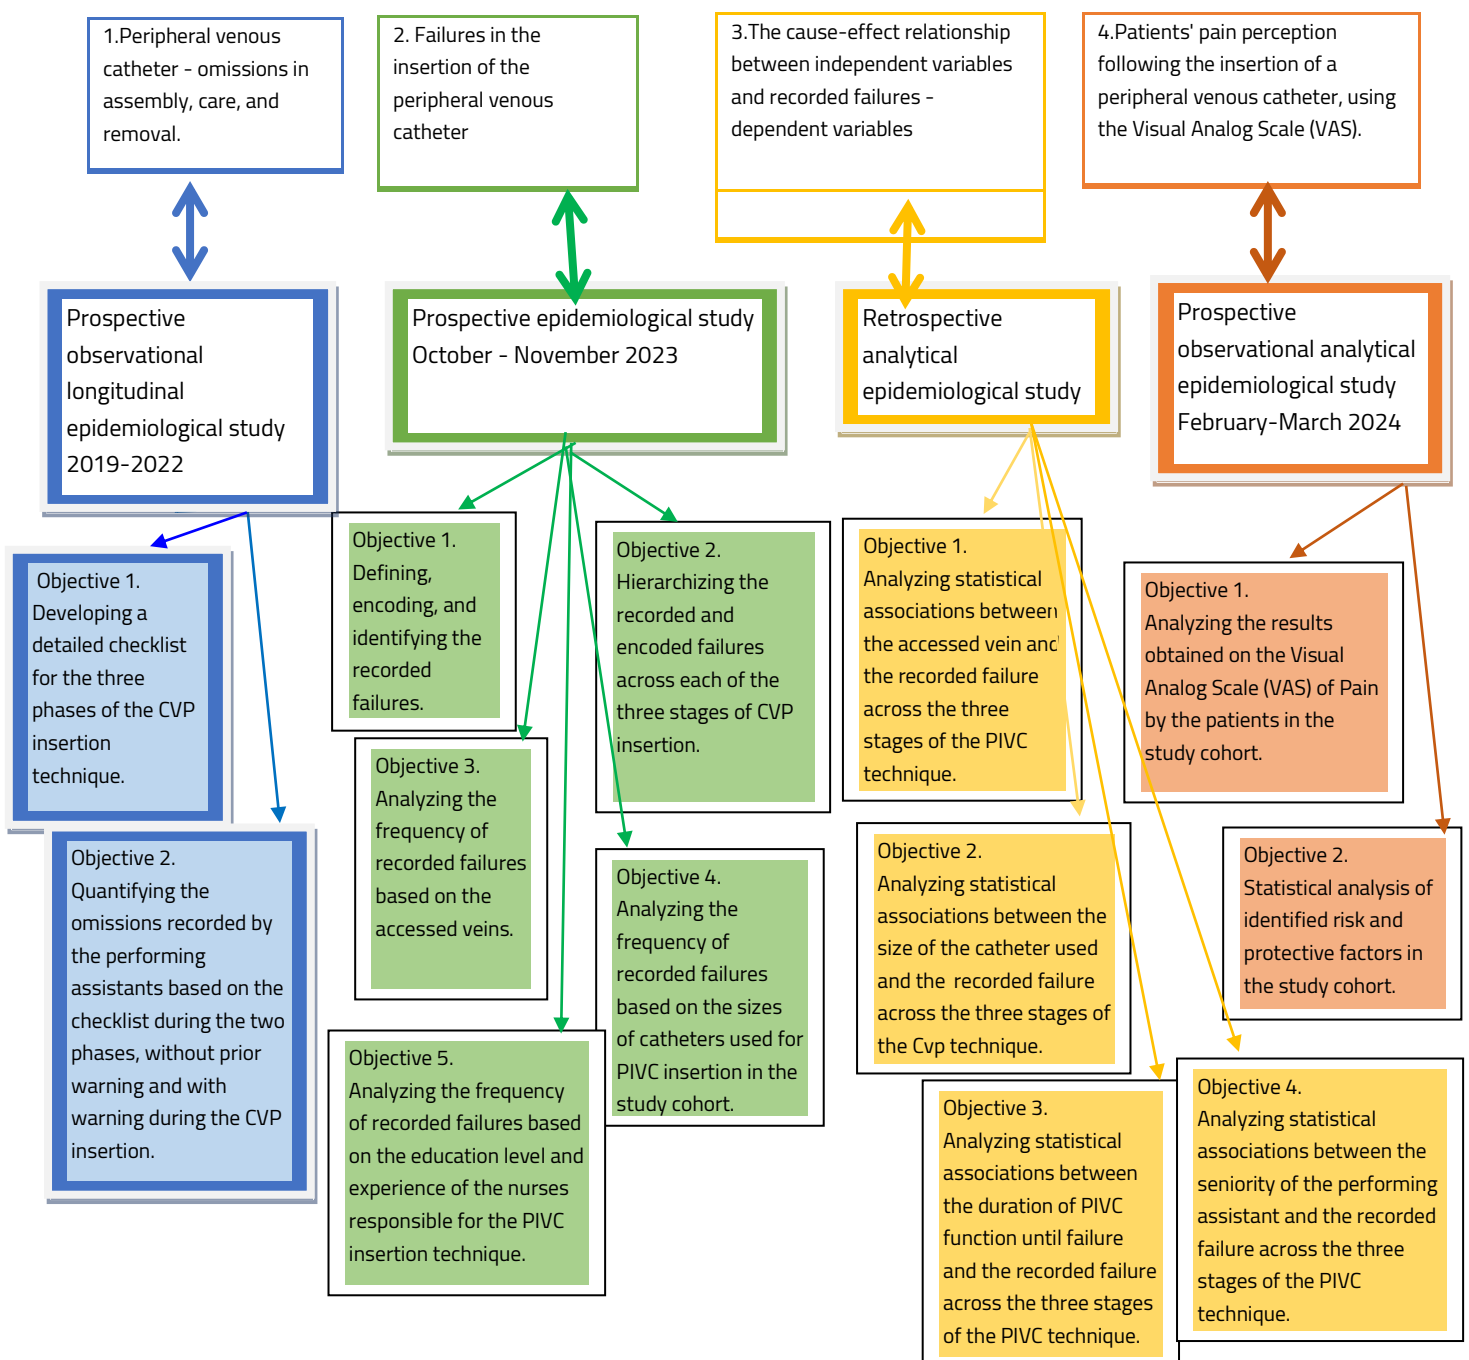 1.Peripheral venous
catheter - omissions in
assembly, care, and
removal.
2. Failures in the
insertion of the
peripheral venous
catheter
3.The cause-effect relationship
between independent variables
and recorded failures -
dependent variables
4.Patients' pain perception
following the insertion of a
peripheral venous catheter, using
the Visual Analog Scale (VAS).
Prospective
observational
longitudinal
epidemiological study
2019-2022
Prospective epidemiological study
October - November 2023
Retrospective
analytical
epidemiological study
Prospective
observational analytical
epidemiological study
February-March 2024
Objective 1.
Developing a
detailed checklist
for the three
phases of the CVP
insertion
technique.
Objective 2.
Quantifying the
omissions recorded by
the performing
assistants based on the
checklist during the two
phases, without prior
warning and with
warning during the CVP
insertion.
Objective 1.
Defining,
encoding, and
identifying the
recorded
failures.
Objective 2.
Hierarchizing the
recorded and
encoded failures
across each of the
three stages of CVP
insertion.
Objective 3.
Analyzing the
frequency of
recorded failures
based on the
accessed veins.
Objective 4.
Analyzing the
frequency of
recorded failures
based on the sizes
of catheters used for
PIVC insertion in the
study cohort.
Objective 5.
Analyzing the frequency
of recorded failures based
on the education level and
experience of the nurses
responsible for the PIVC
insertion technique.
Objective 1.
Analyzing statistical
associations between
the accessed vein and
the recorded failure
across the three
stages of the PIVC
technique.
Objective 2.
Analyzing statistical
associations between the
size of the catheter used
and the recorded failure
across the three stages of
the Cvp technique.
Objective 3.
Analyzing statistical
associations between
the duration of PIVC
function until failure
and the recorded failure
across the three stages
of the PIVC technique.
Objective 4.
Analyzing statistical
associations between the
seniority of the performing
assistant and the recorded
failure across the three
stages of the PIVC
technique.
Objective 1.
Analyzing the results
obtained on the Visual
Analog Scale (VAS) of Pain
by the patients in the
study cohort.
Objective 2.
Statistical analysis of
identified risk and
protective factors in
the study cohort.